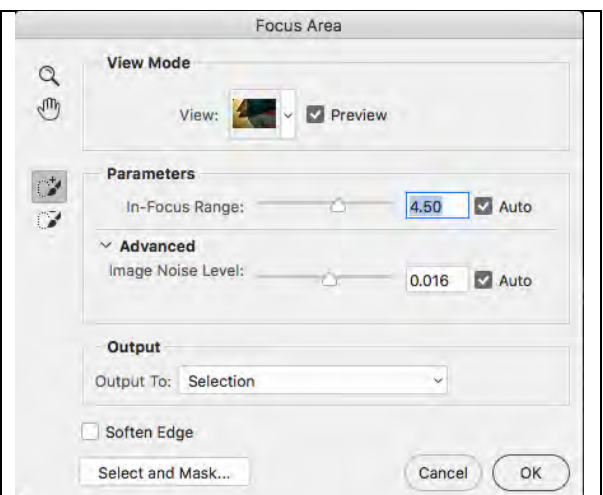 Focus Area
View Mode
View: Preview
Parameters
In-Focus Range: 4.50 Auto
Advanced
Image Noise Level: 0.016 Auto
Output
Output To: Selection
Soften Edge
Select and Mask... Cancel OK